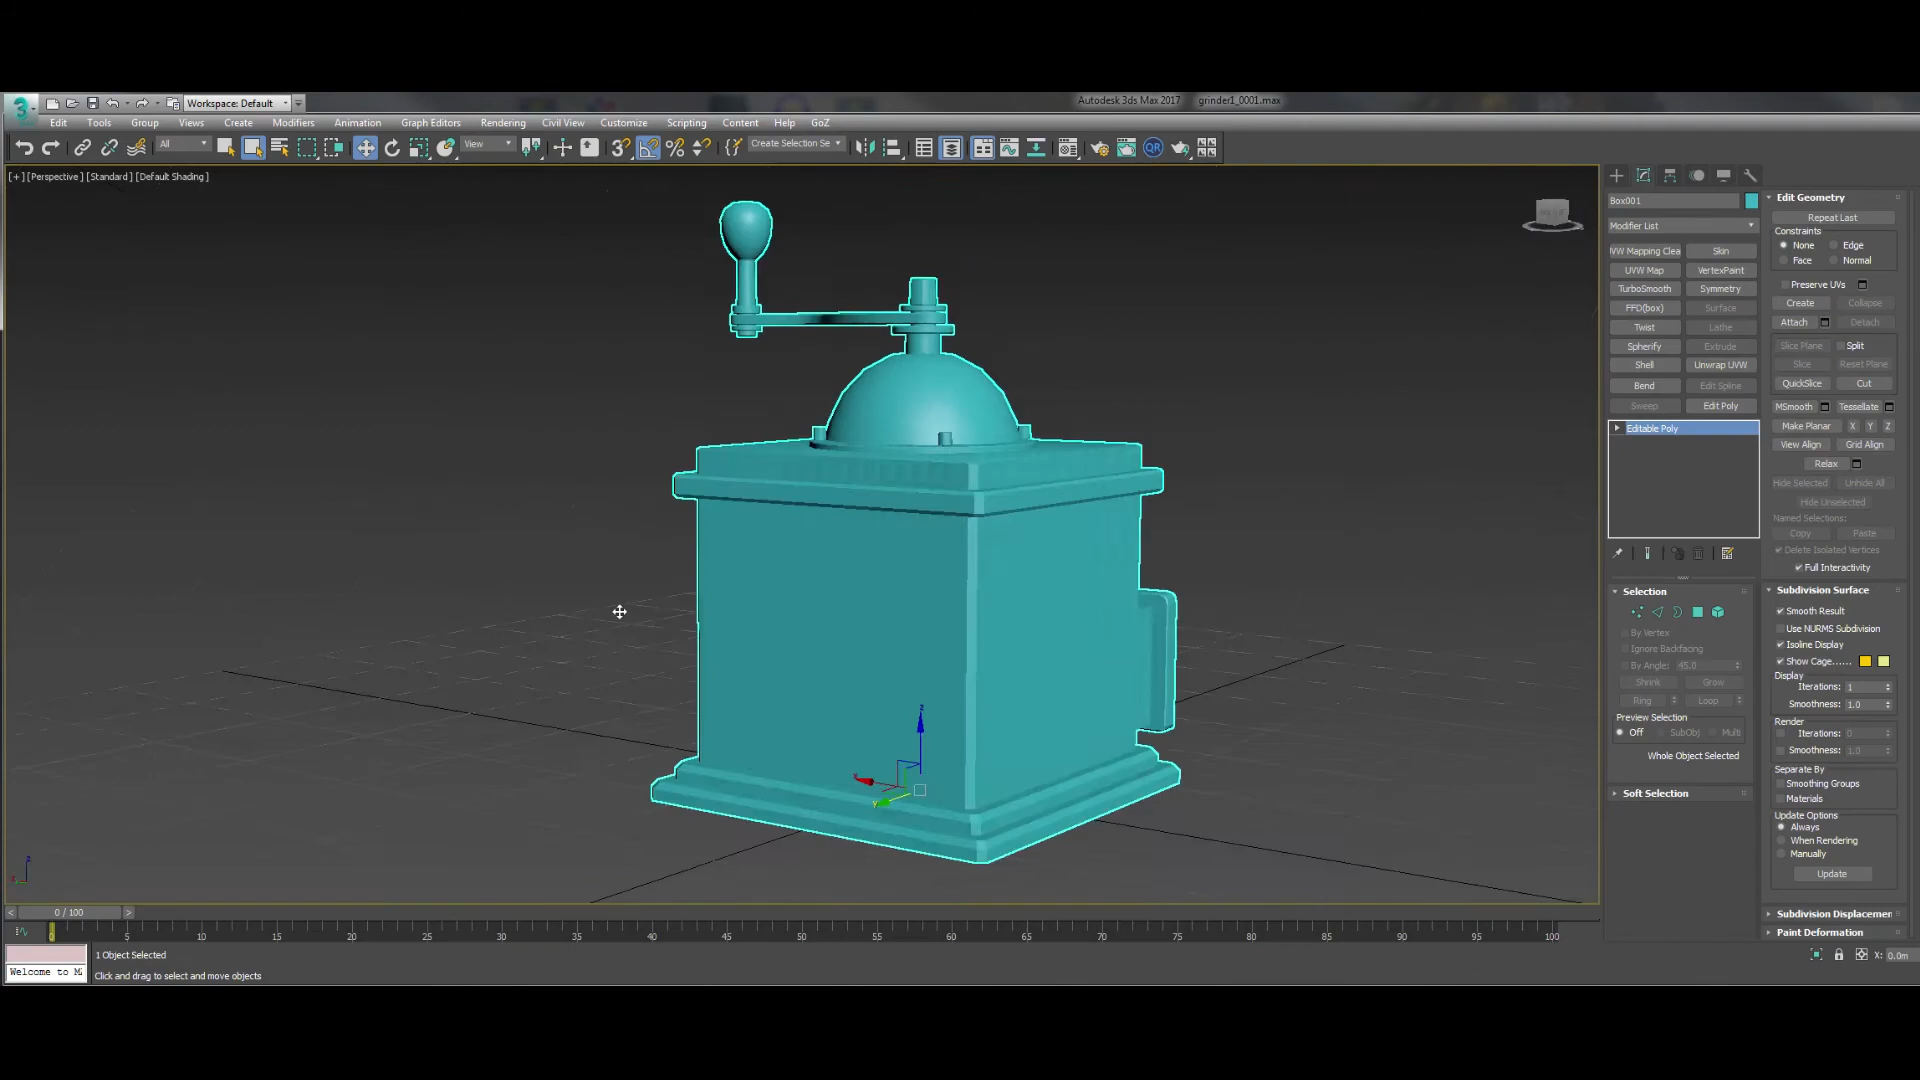 Workspace: Default
Autodesk 3ds Max 2017 grinder1_0001.max
Edit Tools Group Views Create Modifiers Animation Graph Editors Rendering Civil View Customize Scripting Content Help GoZ
All View Create Selection Se
[+] [Perspective] [Standard] [Default Shading]
Box001
Modifier List
UVW Mapping Clea Skin
UVW Map VertexPaint
TurboSmooth Symmetry
FFD(box) Surface
Twist Lathe
Spherify Extrude
Shell Unwrap UVW
Bend Edit Spline
Sweep Edit Poly
Editable Poly
Selection
By Vertex
Ignore Backfacing
By Angle: 45.0
Shrink Grow
Ring Loop
Preview Selection
Off SubObj Multi
Whole Object Selected
Soft Selection
Edit Geometry
Repeat Last
Constraints
None Edge
Face Normal
Preserve UVs
Create Collapse
Attach Detach
Slice Plane Split
Slice Reset Plane
QuickSlice Cut
MSmooth Tessellate
Make Planar X Y Z
View Align Grid Align
Relax
Hide Selected Unhide All
Hide Unselected
Named Selections:
Copy Paste
Delete Isolated Vertices
Full Interactivity
Subdivision Surface
Smooth Result
Use NURMS Subdivision
Isoline Display
Show Cage......
Display
Iterations: 1
Smoothness: 1.0
Render
Iterations: 0
Smoothness: 1.0
Separate By
Smoothing Groups
Materials
Update Options
Always
When Rendering
Manually
Update
Subdivision Displacemen
Paint Deformation
z
x
y
0 / 100
0 5 10 15 20 25 30 35 40 45 50 55 60 65 70 75 80 85 90 95 100
Welcome to M
1 Object Selected
Click and drag to select and move objects
X: 0.0m